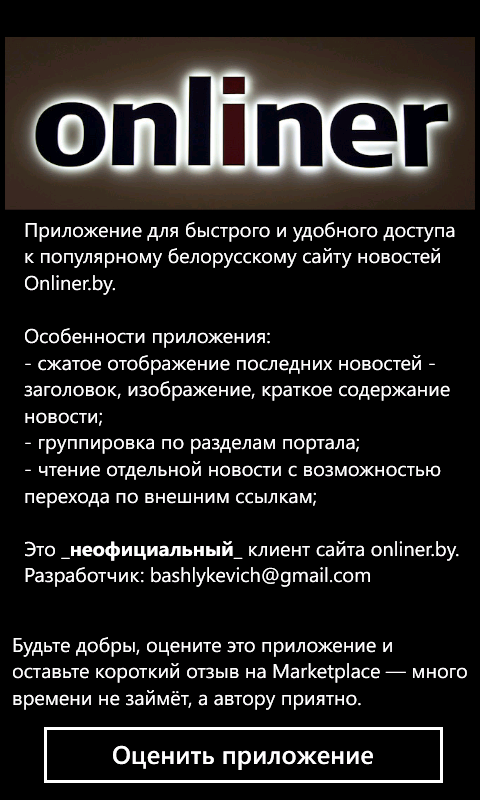 onliner
Приложение для быстрого и удобного доступа
к популярному белорусскому сайту новостей
Onliner.by.
Особенности приложения:
- сжатое отображение последних новостей -
заголовок, изображение, краткое содержание
новости;
- группировка по разделам портала;
- чтение отдельной новости с возможностью
перехода по внешним ссылкам;
Это _неофициальный_ клиент сайта onliner.by.
Разработчик: bashlykevich@gmail.com
Будьте добры, оцените это приложение и
оставьте короткий отзыв на Marketplace — много
времени не займёт, а автору приятно.
Оценить приложение